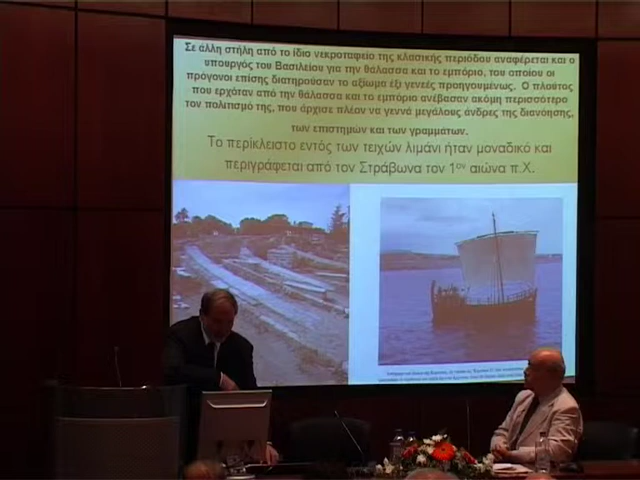 Σε άλλη στήλη από το ίδιο νεκροταφείο της κλασικής περιόδου αναφέρεται και ο
υπουργός του Βασιλείου για την θάλασσα και το εμπόριο, του οποίου οι
πρόγονοι επίσης διατηρούσαν το αξίωμα έξι γενεές προηγουμένως. Ο πλούτος
που ερχόταν από την θάλασσα και το εμπόριο ανέβασαν ακόμη περισσότερο
τον πολιτισμό της, που άρχισε πλέον να γεννά μεγάλους άνδρες της διανόησης,
των επιστημών και των γραμμάτων.
Το περίκλειστο εντός των τειχών λιμάνι ήταν μοναδικό και
περιγράφεται από τον Στράβωνα τον 1ον αιώνα π.Χ.